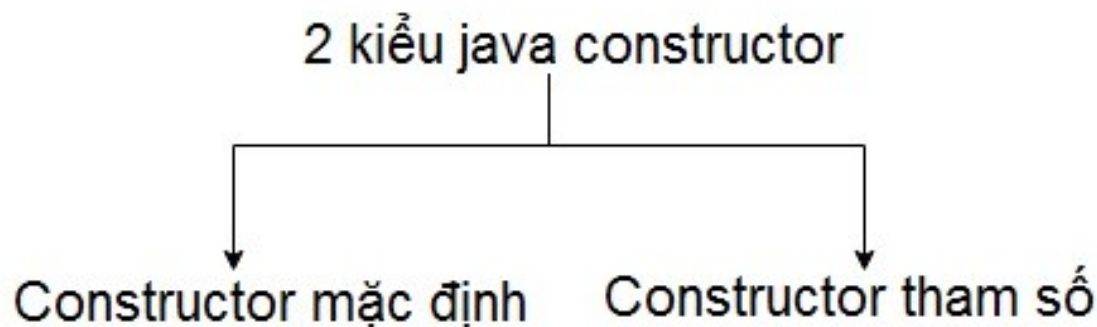 2 kiểu java constructor
Constructor mặc định
Constructor tham số